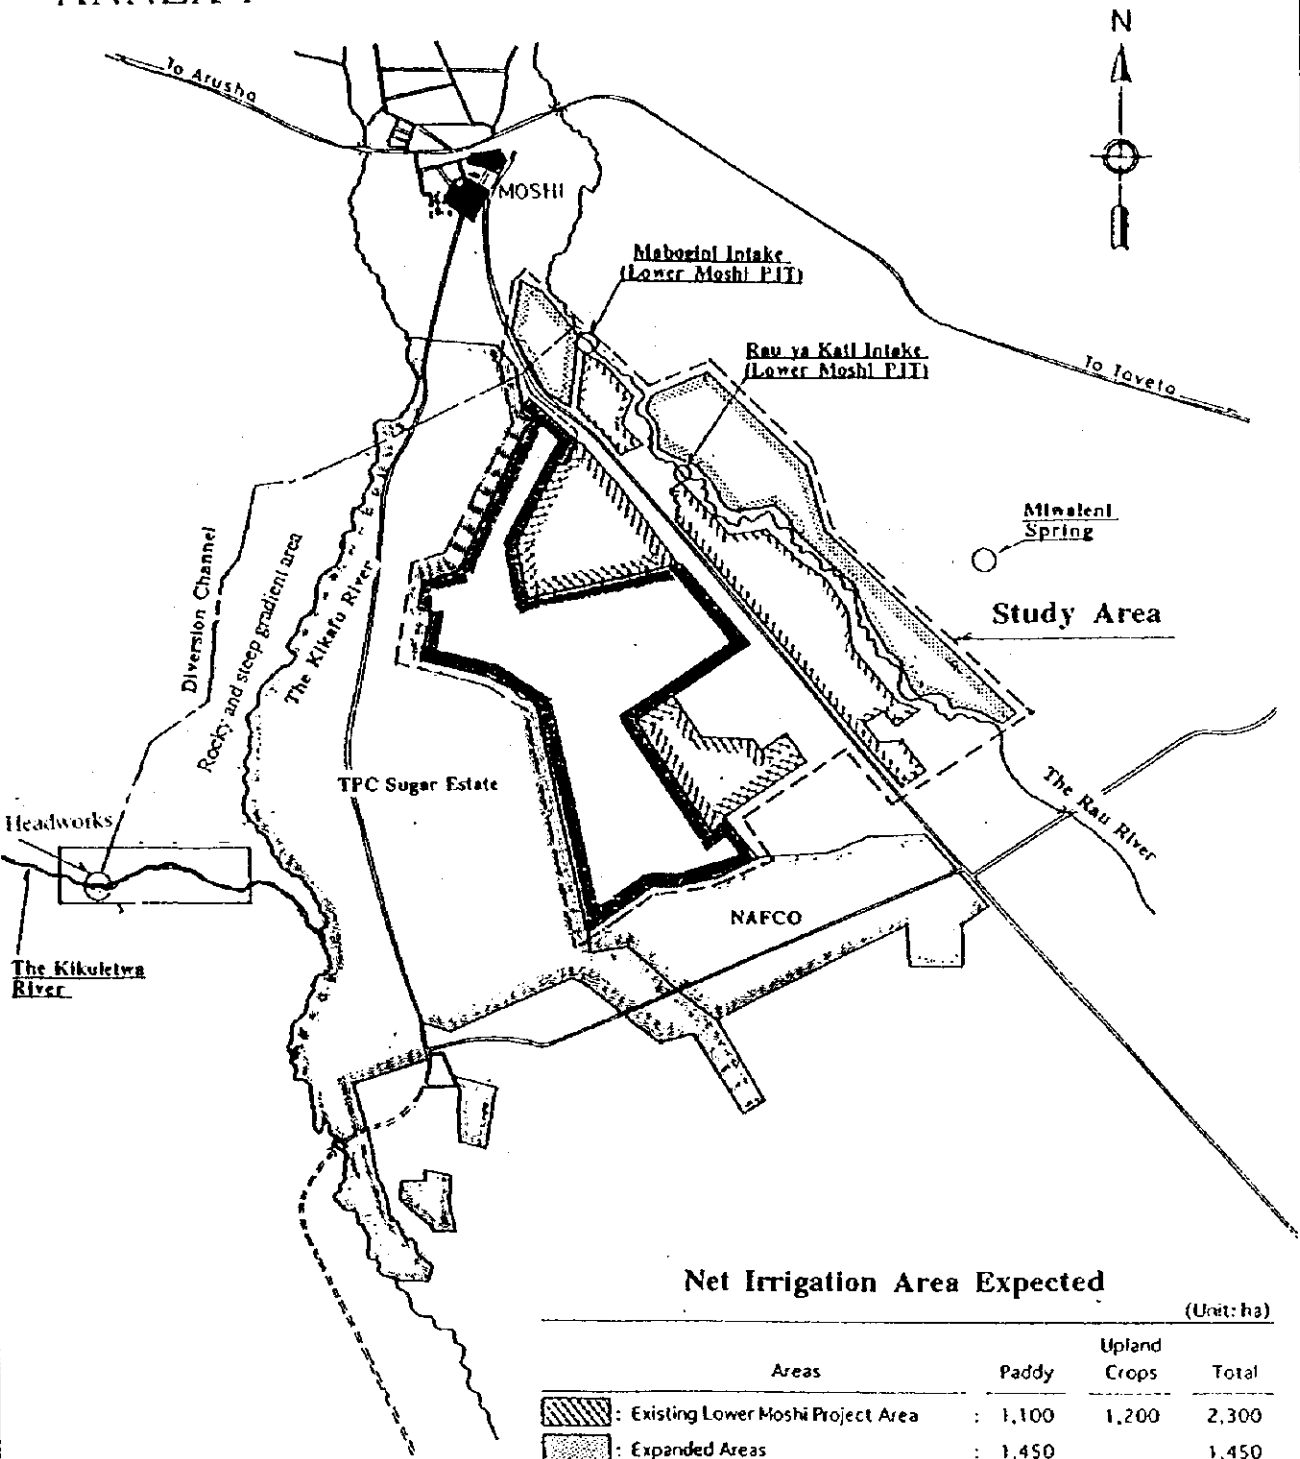 N
To Arusha
MOSHI
Mabogini Intake
(Lower Moshi PJT)
Rau ya Kati Intake
(Lower Moshi PJT)
To Taveta
Miwaleni
Spring
Study Area
Diversion Channel
Rocky and steep gradient area
The Kikafu River
TPC Sugar Estate
Headworks
The Rau River
NAFCO
The Kikuletwa
River
Net Irrigation Area Expected
(Unit: ha)
Areas Paddy Upland Crops Total
: Existing Lower Moshi Project Area : 1,100 1,200 2,300
: Expanded Areas : 1,450 1,450